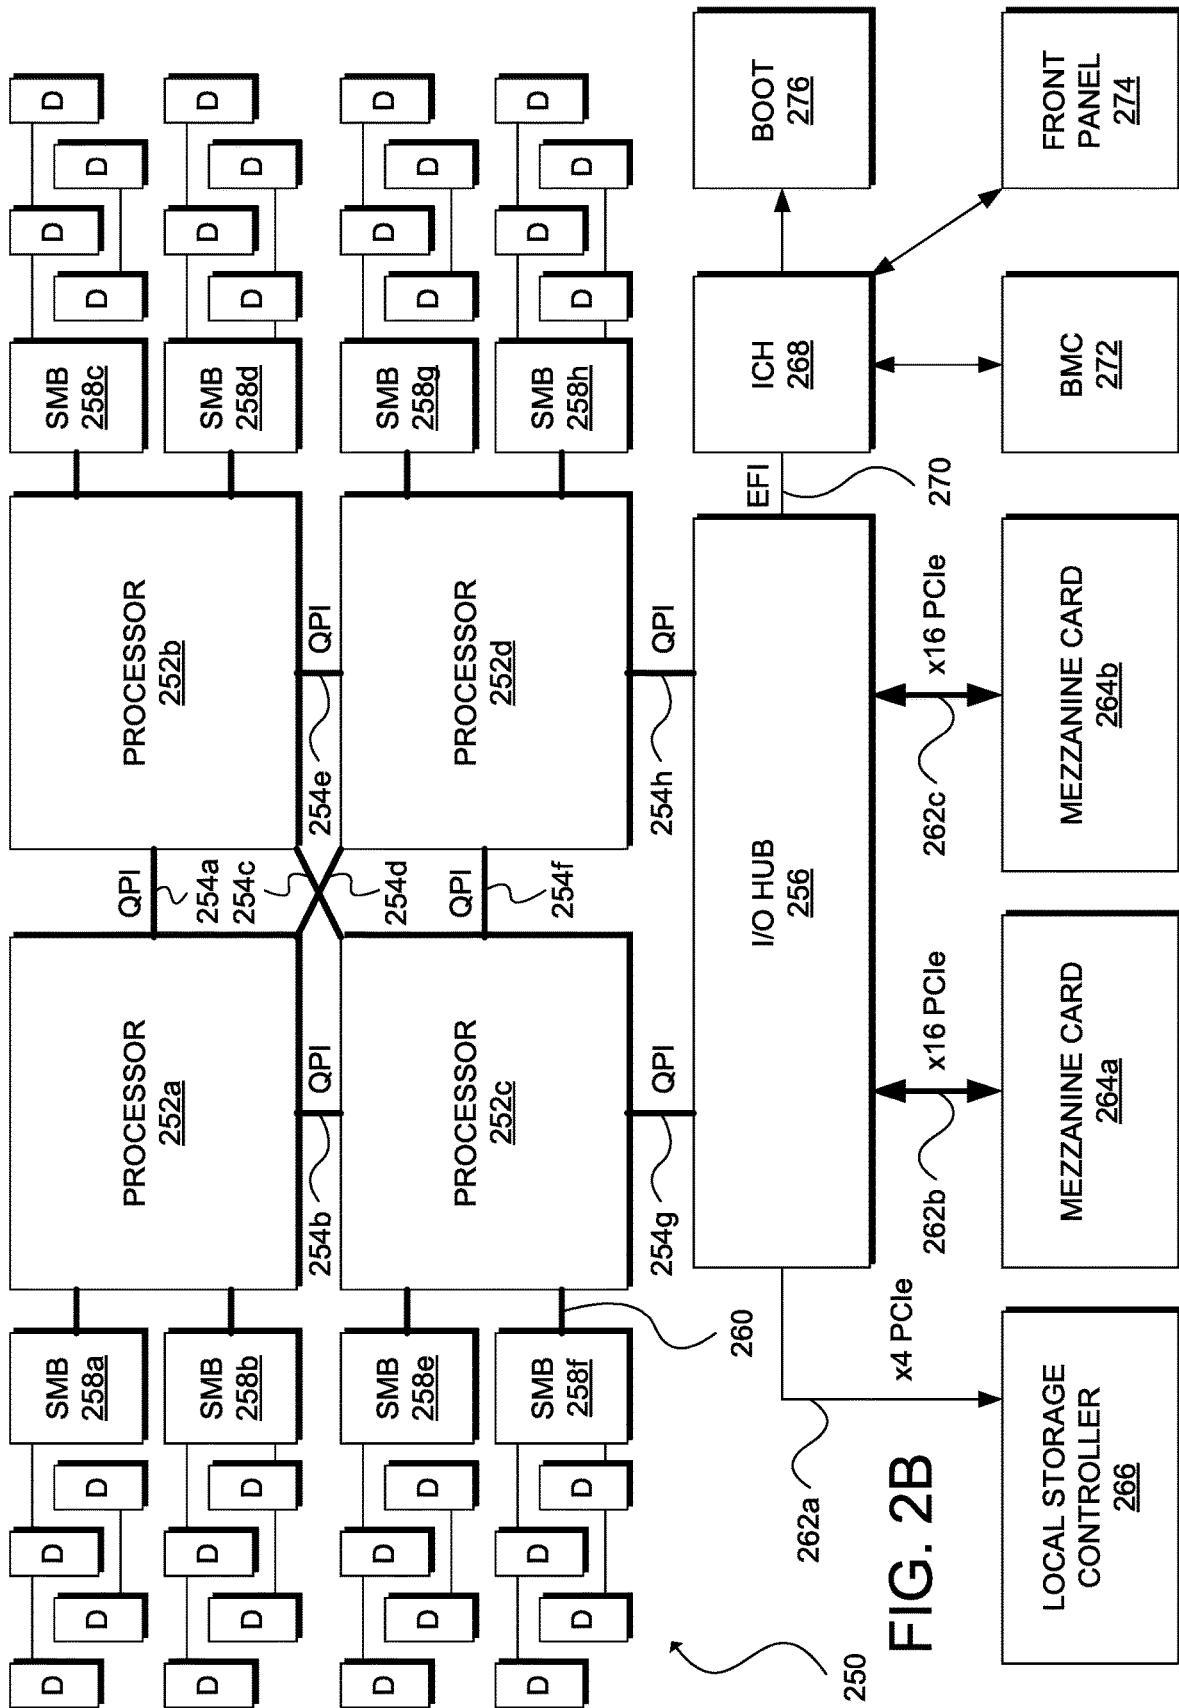 D
D
D
D
SMB
258a
PROCESSOR
252a
QPI
254a
254c
PROCESSOR
252b
SMB
258c
D
D
D
D
D
D
D
D
SMB
258b
SMB
258d
D
D
D
D
254b
QPI
254d
254e
QPI
D
D
D
D
SMB
258e
PROCESSOR
252c
QPI
254f
PROCESSOR
252d
SMB
258g
D
D
D
D
D
D
D
D
SMB
258f
SMB
258h
D
D
D
D
260
254g
QPI
254h
QPI
250
262a
x4 PCIe
I/O HUB
256
EFI
270
ICH
268
BOOT
276
FIG. 2B
262b
x16 PCIe
262c
x16 PCIe
LOCAL STORAGE
CONTROLLER
266
MEZZANINE CARD
264a
MEZZANINE CARD
264b
BMC
272
FRONT
PANEL
274